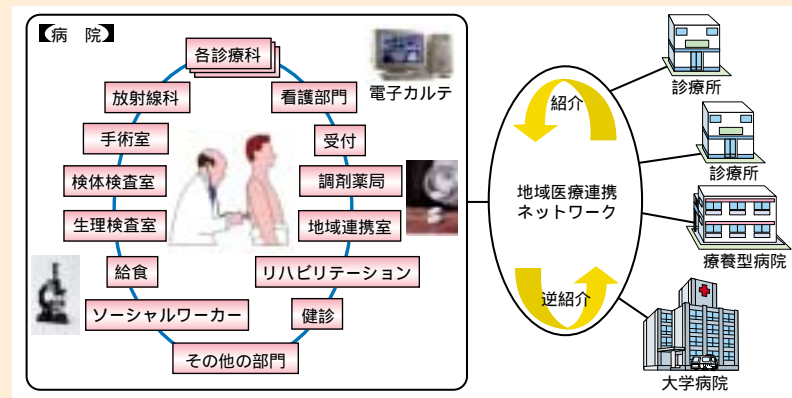 【病 院】
各診療科
放射線科
看護部門
電子カルテ
手術室
受付
検体検査室
調剤薬局
生理検査室
地域連携室
給食
リハビリテーション
ソーシャルワーカー
健診
その他の部門
紹介
地域医療連携
ネットワーク
逆紹介
診療所
診療所
療養型病院
大学病院